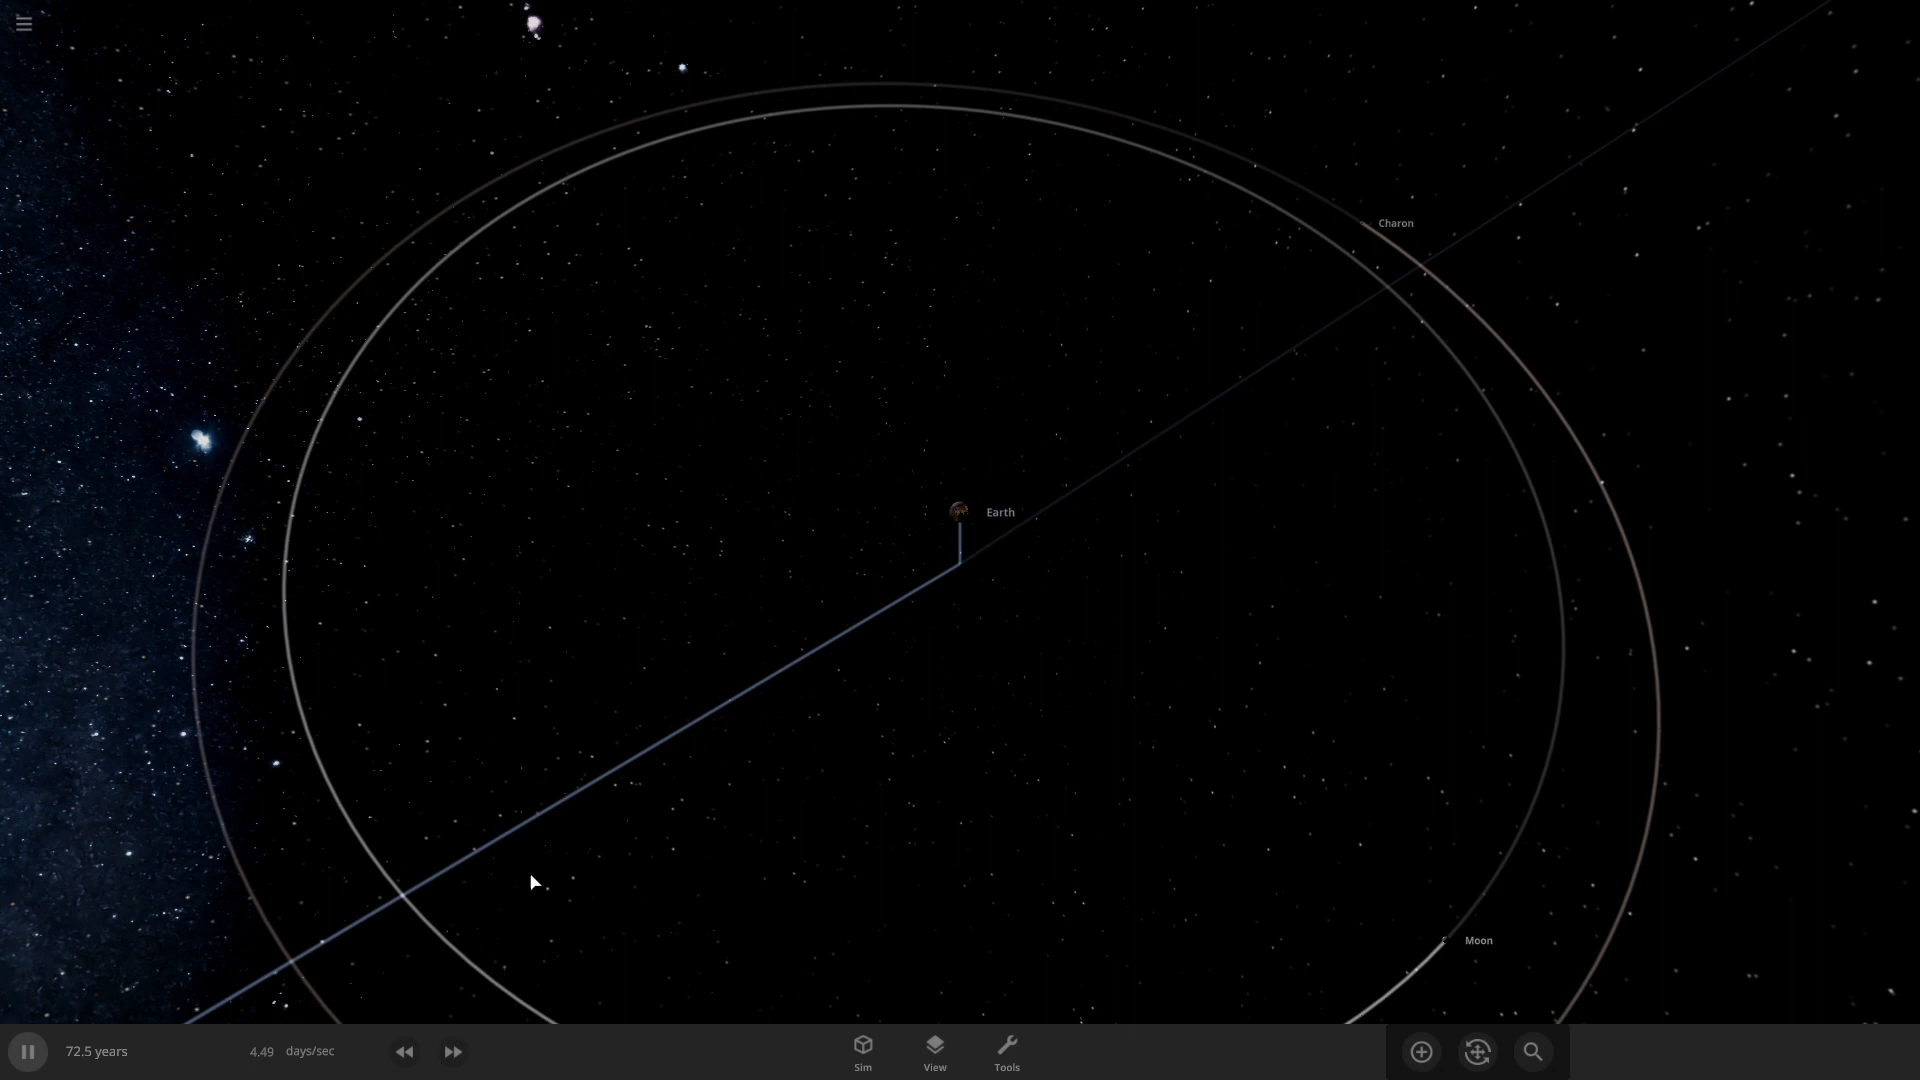 Charon
Earth
Moon
72.5 years
4.49 days/sec
Sim
View
Tools